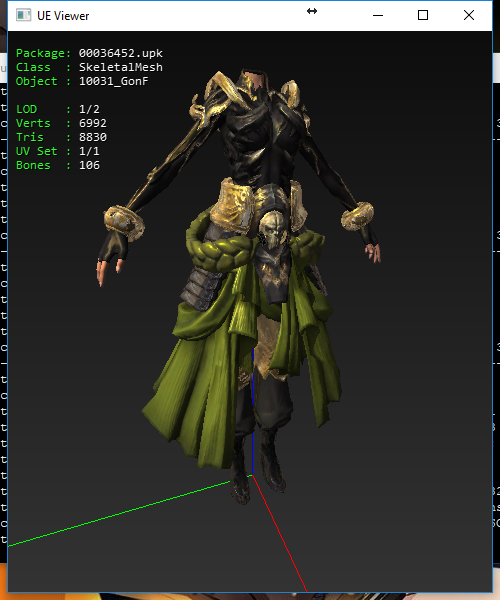 UE Viewer
Package: 00036452.upk
Class : SkeletalMesh
Object : 10031_GonF
LOD : 1/2
Verts : 6992
Tris : 8830
UV Set : 1/1
Bones : 106